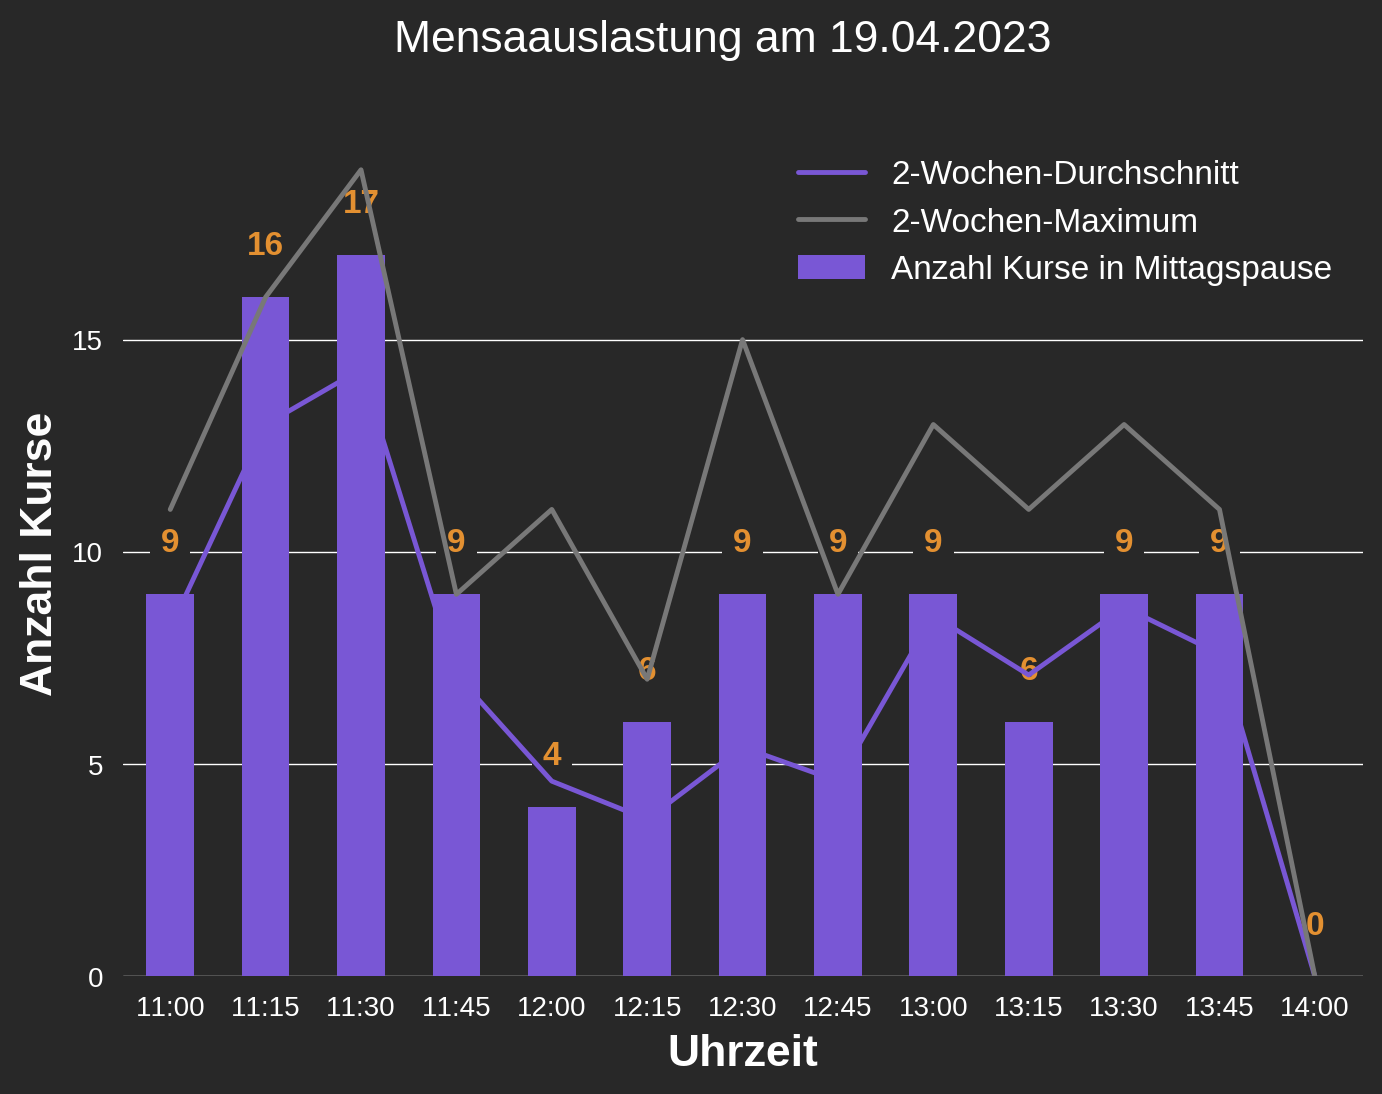 Mensaauslastung am 19.04.2023
2-Wochen-Durchschnitt
2-Wochen-Maximum
Anzahl Kurse in Mittagspause
17
16
15
9 9 9 9 9 9 9
10
6 6
4
5
0
0
Anzahl Kurse
11:00 11:15 11:30 11:45 12:00 12:15 12:30 12:45 13:00 13:15 13:30 13:45 14:00
Uhrzeit